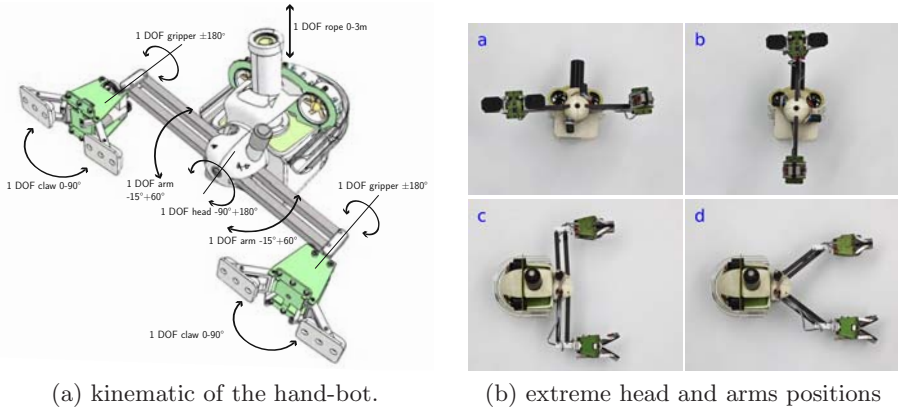 1 DOF rope 0-3m
1 DOF gripper ±180°
1 DOF claw 0-90°
1 DOF arm
-15°+60°
1 DOF head -90°+180°
1 DOF gripper ±180°
1 DOF arm -15°+60°
1 DOF claw 0-90°
(a) kinematic of the hand-bot.
a
b
c
d
(b) extreme head and arms positions